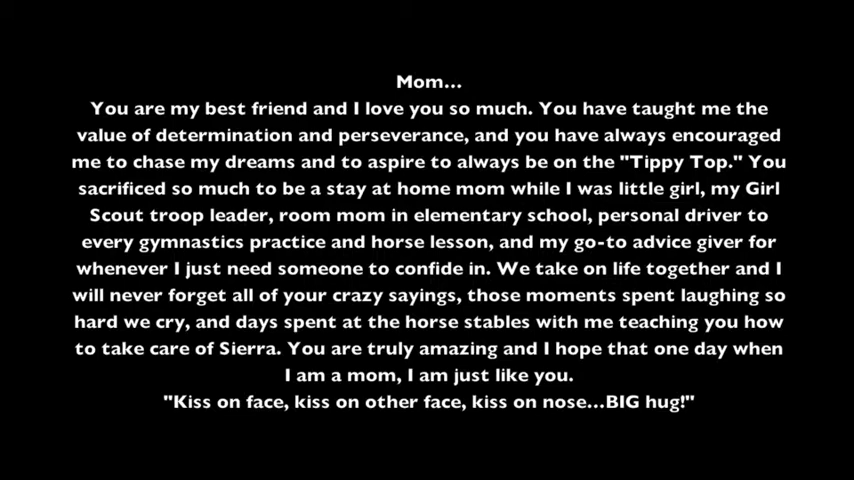 Mom...
You are my best friend and I love you so much. You have taught me the
value of determination and perseverance, and you have always encouraged
me to chase my dreams and to aspire to always be on the "Tippy Top." You
sacrificed so much to be a stay at home mom while I was little girl, my Girl
Scout troop leader, room mom in elementary school, personal driver to
every gymnastics practice and horse lesson, and my go-to advice giver for
whenever I just need someone to confide in. We take on life together and I
will never forget all of your crazy sayings, those moments spent laughing so
hard we cry, and days spent at the horse stables with me teaching you how
to take care of Sierra. You are truly amazing and I hope that one day when
I am a mom, I am just like you.
"Kiss on face, kiss on other face, kiss on nose...BIG hug!"